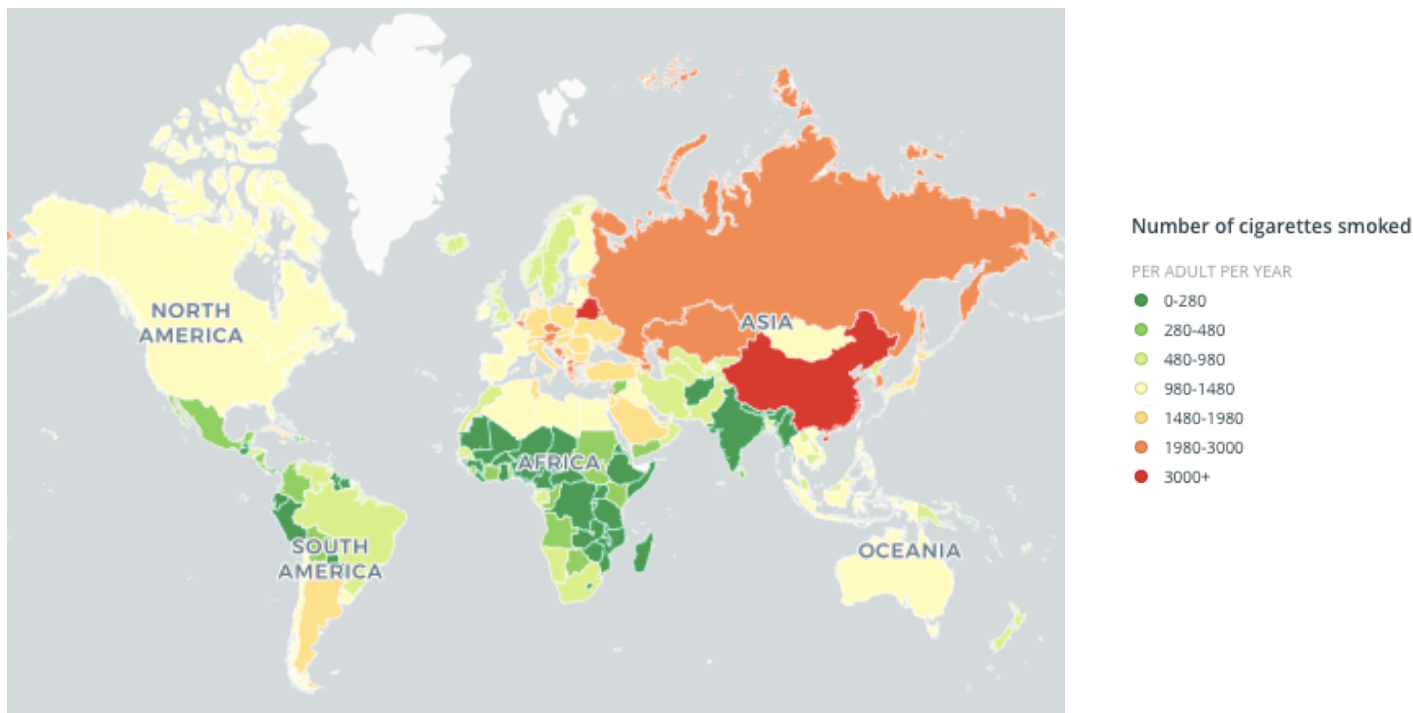 NORTH
AMERICA
ASIA
AFRICA
SOUTH
AMERICA
OCEANIA
Number of cigarettes smoked
PER ADULT PER YEAR
0-280
280-480
480-980
980-1480
1480-1980
1980-3000
3000+